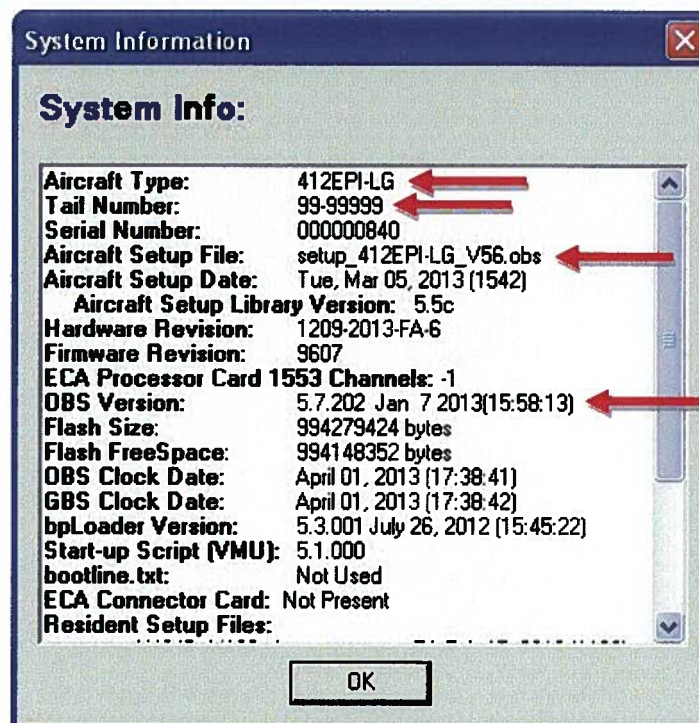 System Information
System Info:
Aircraft Type: 412EPI-LG
Tail Number: 99-99999
Serial Number: 000000840
Aircraft Setup File: setup_412EPI-LG_V56.obs
Aircraft Setup Date: Tue, Mar 05, 2013 (1542)
Aircraft Setup Library Version: 5.5c
Hardware Revision: 1209-2013-FA-6
Firmware Revision: 9607
ECA Processor Card 1553 Channels: -1
OBS Version: 5.7.202 Jan 7 2013(15:58:13)
Flash Size: 994279424 bytes
Flash FreeSpace: 994148352 bytes
OBS Clock Date: April 01, 2013 (17:38:41)
GBS Clock Date: April 01, 2013 (17:38:42)
bpLoader Version: 5.3.001 July 26, 2012 (15:45:22)
Start-up Script (VMU): 5.1.000
bootline.txt: Not Used
ECA Connector Card: Not Present
Resident Setup Files:
OK